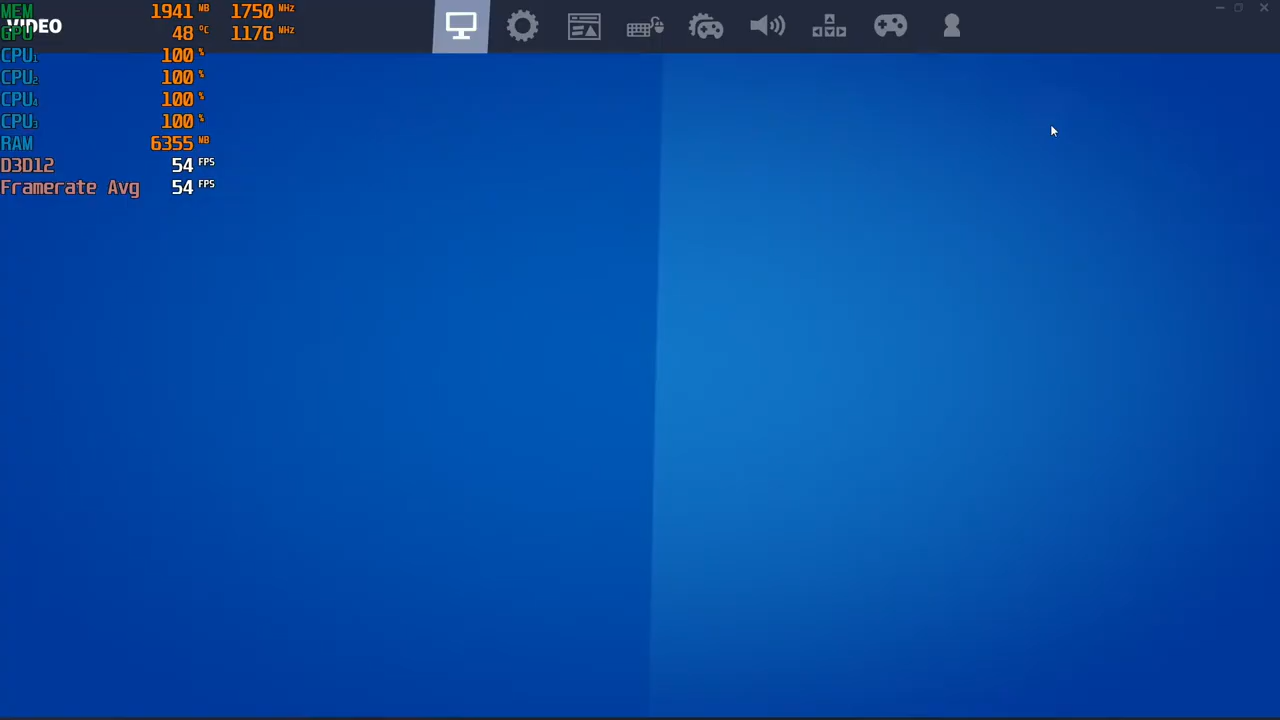 MEM 1941 MB 1750 MHz
VIDEO
GPU 48 °C 1176 MHz
CPU1 100 %
CPU2 100 %
CPU4 100 %
CPU3 100 %
RAM 6355 MB
D3D12 54 FPS
Framerate Avg 54 FPS